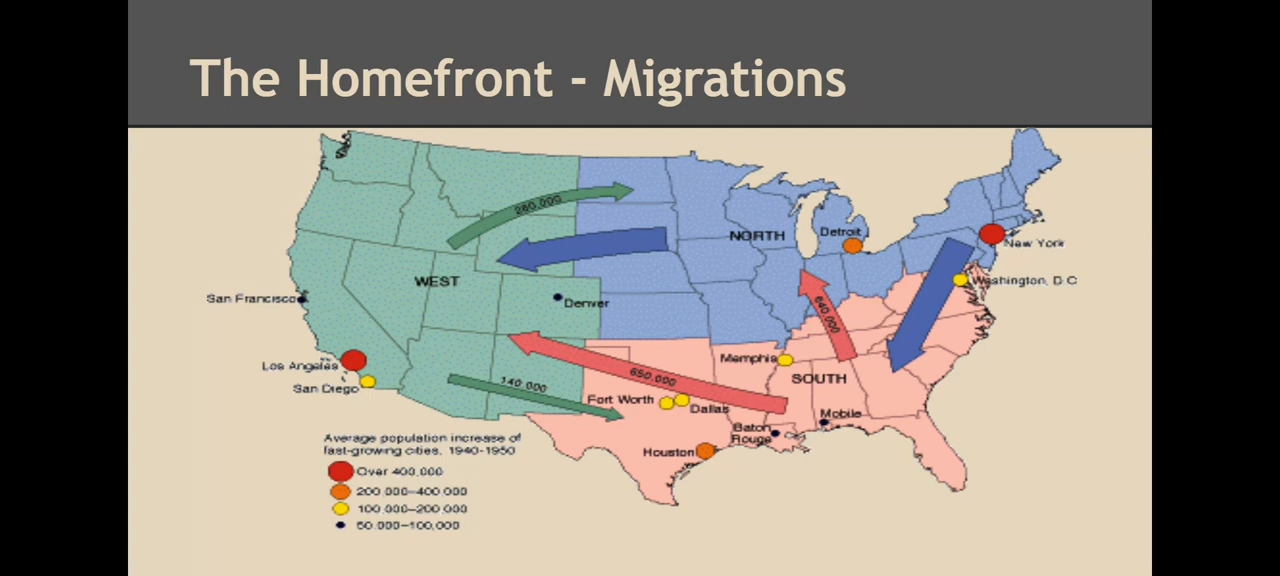 The Homefront - Migrations
280,000
NORTH
Detroit
New York
WEST
Washington, D C
San Francisco
Denver
640,000
Los Angeles
Memphis
SOUTH
650,000
San Diego
140,000
Fort Worth
Dallas
Mobile
Baton
Rouge
Houston
Average population increase of
fast-growing cities, 1940-1950
Over 400,000
200,000-400,000
100,000-200,000
50,000-100,000